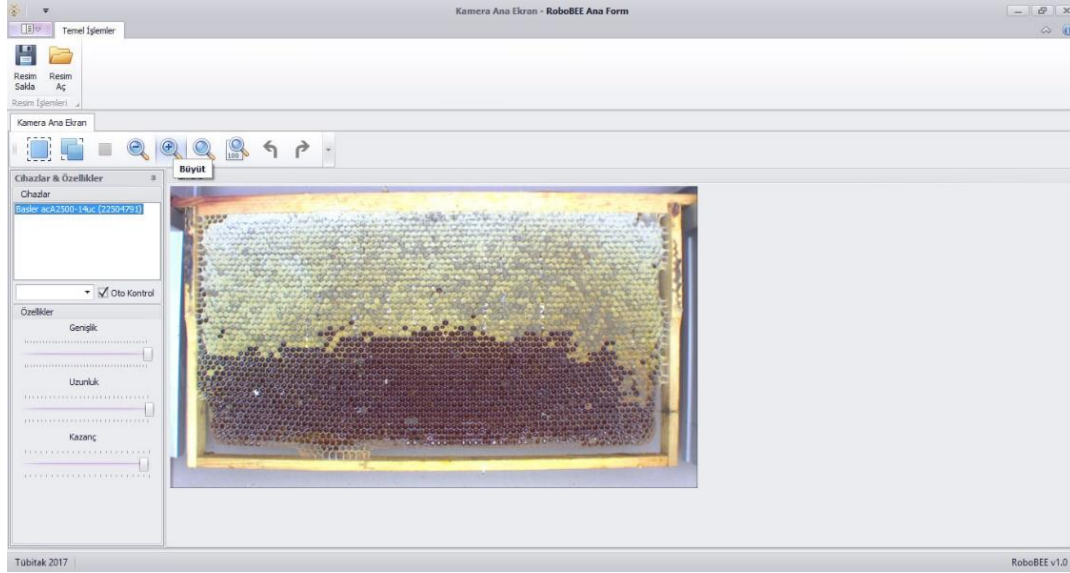 Kamera Ana Ekran - RoboBEE Ana Form
Temel İşlemler
Resim Sakla
Resim Aç
Resim İşlemleri
Kamera Ana Ekran
100
Büyüt
Cihazlar & Özellikler
Cihazlar
Basler acA2500-14uc (22504791)
Oto Kontrol
Özellikler
Genişlik
Uzunluk
Kazanç
Tübitak 2017
RoboBEE v1.0